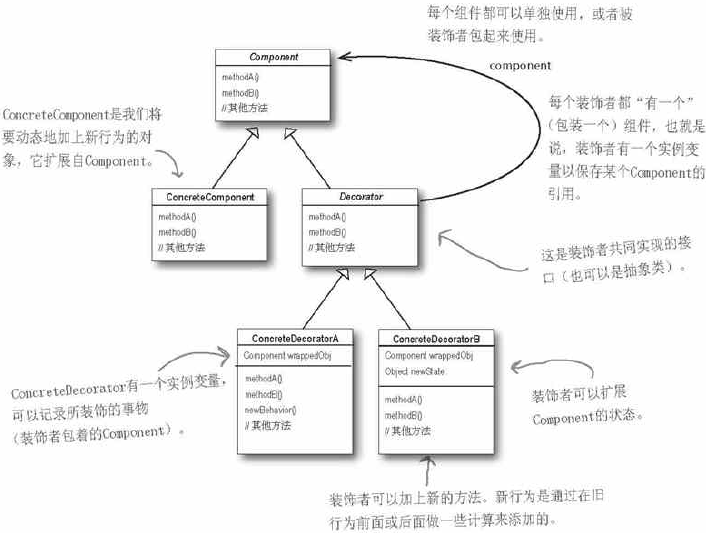 每个组件都可以单独使用，或者被
装饰者包起来使用。
Component
methodA()
methodB()
// 其他方法
component
ConcreteComponent是我们将
要动态地加上新行为的对
象，它扩展自Component。
每个装饰者都“有一个”
（包装一个）组件，也就是
说，装饰者有一个实例变
量以保存某个Component的
引用。
ConcreteComponent
methodA()
methodB()
// 其他方法
Decorator
methodA()
methodB()
// 其他方法
这是装饰者共同实现的接
口（也可以是抽象类）。
ConcreteDecoratorA
Component wrappedObj
methodA()
methodB()
newBehavior()
// 其他方法
ConcreteDecoratorB
Component wrappedObj
Object newState
methodA()
methodB()
// 其他方法
ConcreteDecorator有一个实例变量，
可以记录所装饰的事物
（装饰者包着的Component）。
装饰者可以扩展
Component的状态。
装饰者可以加上新的方法。新行为是通过在旧
行为前面或后面做一些计算来添加的。